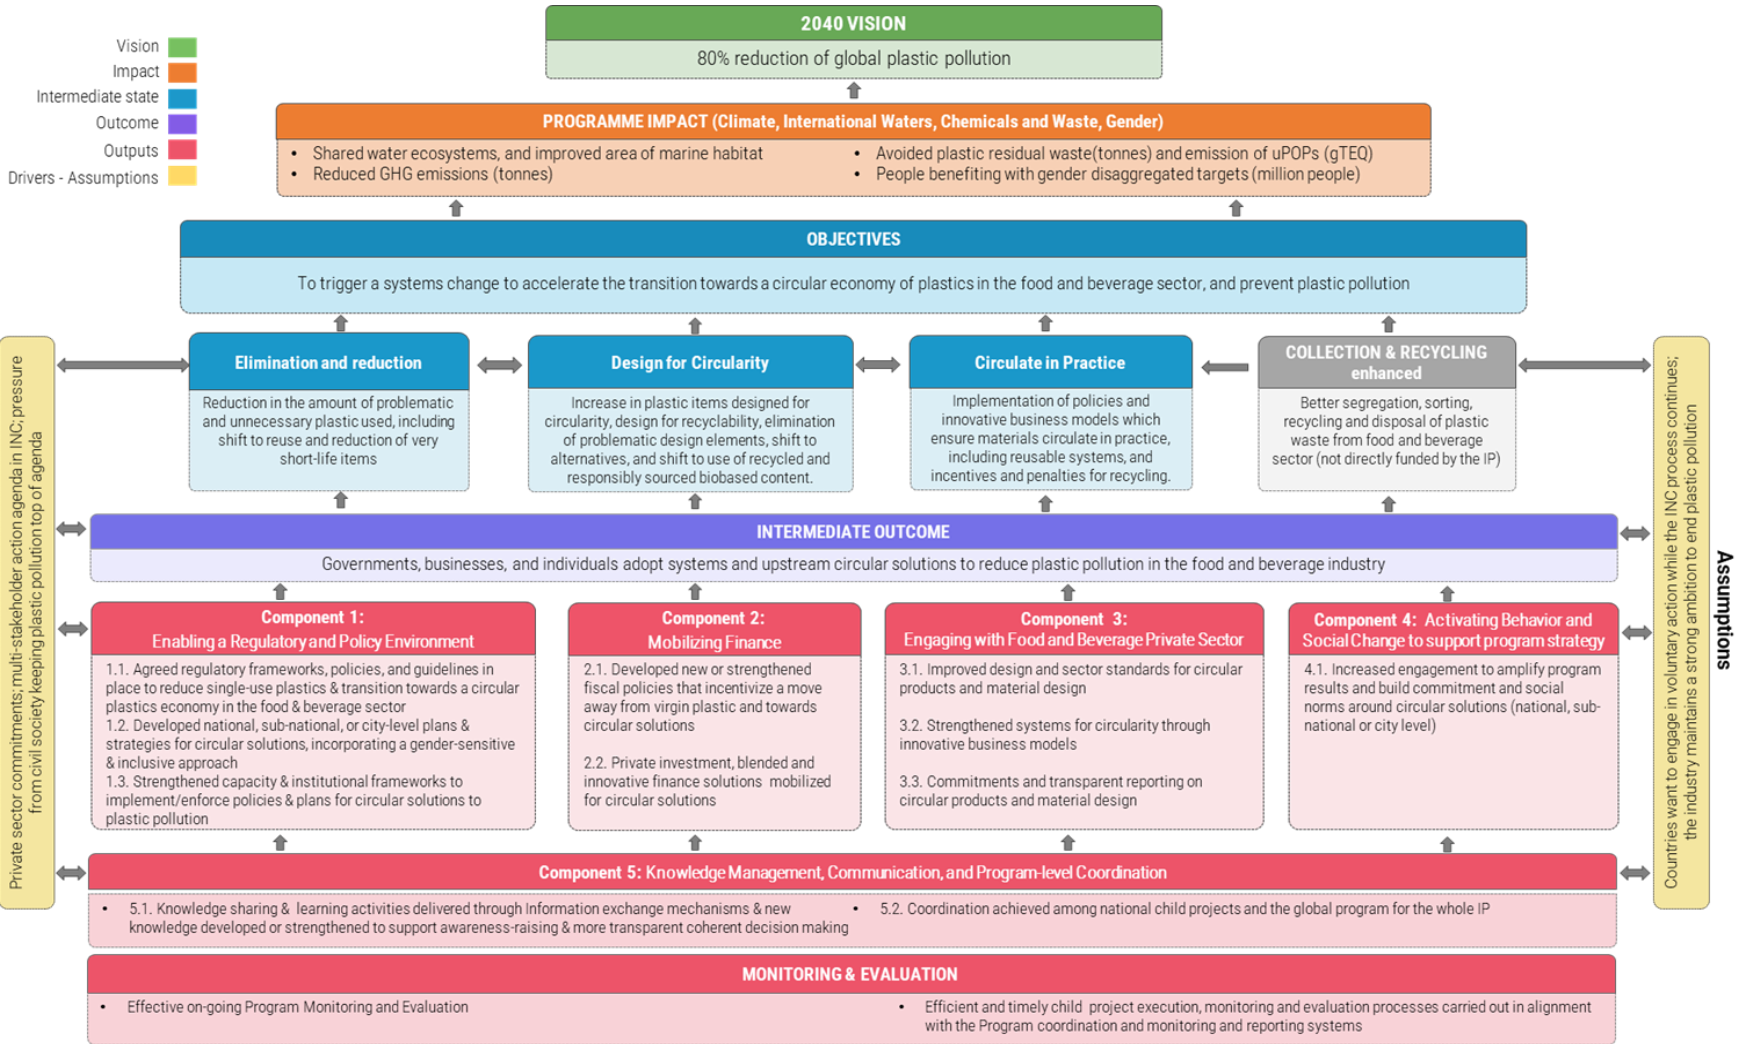 2040 VISION
80% reduction of global plastic pollution
Vision
Impact
Intermediate state
Outcome
Outputs
Drivers - Assumptions
PROGRAMME IMPACT (Climate, International Waters, Chemicals and Waste, Gender)
• Shared water ecosystems, and improved area of marine habitat
• Reduced GHG emissions (tonnes)
• Avoided plastic residual waste(tonnes) and emission of uPOPs (gTEQ)
• People benefiting with gender disaggregated targets (million people)
OBJECTIVES
To trigger a systems change to accelerate the transition towards a circular economy of plastics in the food and beverage sector, and prevent plastic pollution
Private sector commitments; multi-stakeholder action agenda in INC; pressure
from civil society keeping plastic pollution top of agenda
Elimination and reduction
Reduction in the amount of problematic
and unnecessary plastic used, including
shift to reuse and reduction of very
short-life items
Design for Circularity
Increase in plastic items designed for
circularity, design for recyclability, elimination
of problematic design elements, shift to
alternatives, and shift to use of recycled and
responsibly sourced biobased content.
Circulate in Practice
Implementation of policies and
innovative business models which
ensure materials circulate in practice,
including reusable systems, and
incentives and penalties for recycling.
COLLECTION & RECYCLING
enhanced
Better segregation, sorting,
recycling and disposal of plastic
waste from food and beverage
sector (not directly funded by the IP)
Countries want to engage in voluntary action while the INC process continues;
the industry maintains a strong ambition to end plastic pollution
Assumptions
INTERMEDIATE OUTCOME
Governments, businesses, and individuals adopt systems and upstream circular solutions to reduce plastic pollution in the food and beverage industry
Component 1:
Enabling a Regulatory and Policy Environment
1.1. Agreed regulatory frameworks, policies, and guidelines in
place to reduce single-use plastics & transition towards a circular
plastics economy in the food & beverage sector
1.2. Developed national, sub-national, or city-level plans &
strategies for circular solutions, incorporating a gender-sensitive
& inclusive approach
1.3. Strengthened capacity & institutional frameworks to
implement/enforce policies & plans for circular solutions to
plastic pollution
Component 2:
Mobilizing Finance
2.1. Developed new or strengthened
fiscal policies that incentivize a move
away from virgin plastic and towards
circular solutions
2.2. Private investment, blended and
innovative finance solutions mobilized
for circular solutions
Component 3:
Engaging with Food and Beverage Private Sector
3.1. Improved design and sector standards for circular
products and material design
3.2. Strengthened systems for circularity through
innovative business models
3.3. Commitments and transparent reporting on
circular products and material design
Component 4: Activating Behavior and
Social Change to support program strategy
4.1. Increased engagement to amplify program
results and build commitment and social
norms around circular solutions (national, sub-
national or city level)
Component 5: Knowledge Management, Communication, and Program-level Coordination
• 5.1. Knowledge sharing & learning activities delivered through Information exchange mechanisms & new
knowledge developed or strengthened to support awareness-raising & more transparent coherent decision making
• 5.2. Coordination achieved among national child projects and the global program for the whole IP
MONITORING & EVALUATION
• Effective on-going Program Monitoring and Evaluation
• Efficient and timely child project execution, monitoring and evaluation processes carried out in alignment
with the Program coordination and monitoring and reporting systems